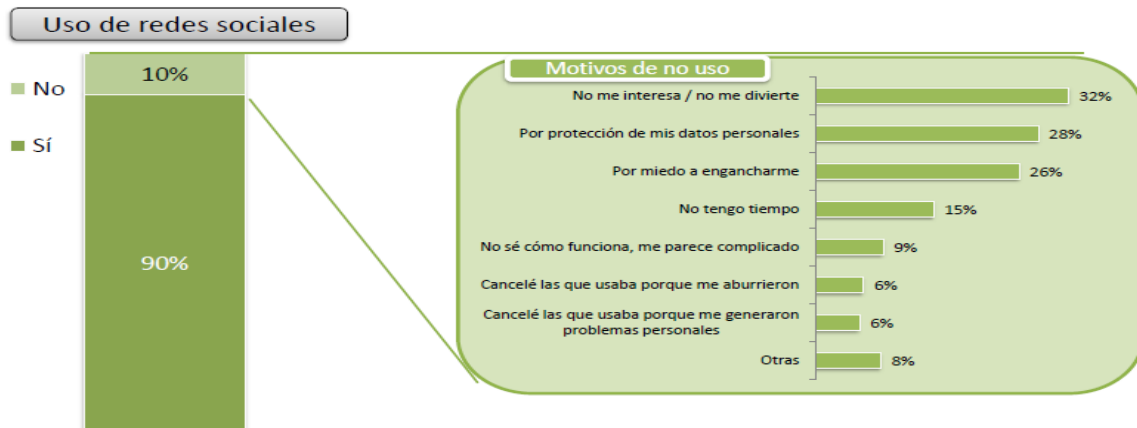 Uso de redes sociales
No
Sí
10%
90%
Motivos de no uso
No me interesa / no me divierte 32%
Por protección de mis datos personales 28%
Por miedo a engancharme 26%
No tengo tiempo 15%
No sé cómo funciona, me parece complicado 9%
Cancelé las que usaba porque me aburrieron 6%
Cancelé las que usaba porque me generaron
problemas personales 6%
Otras 8%